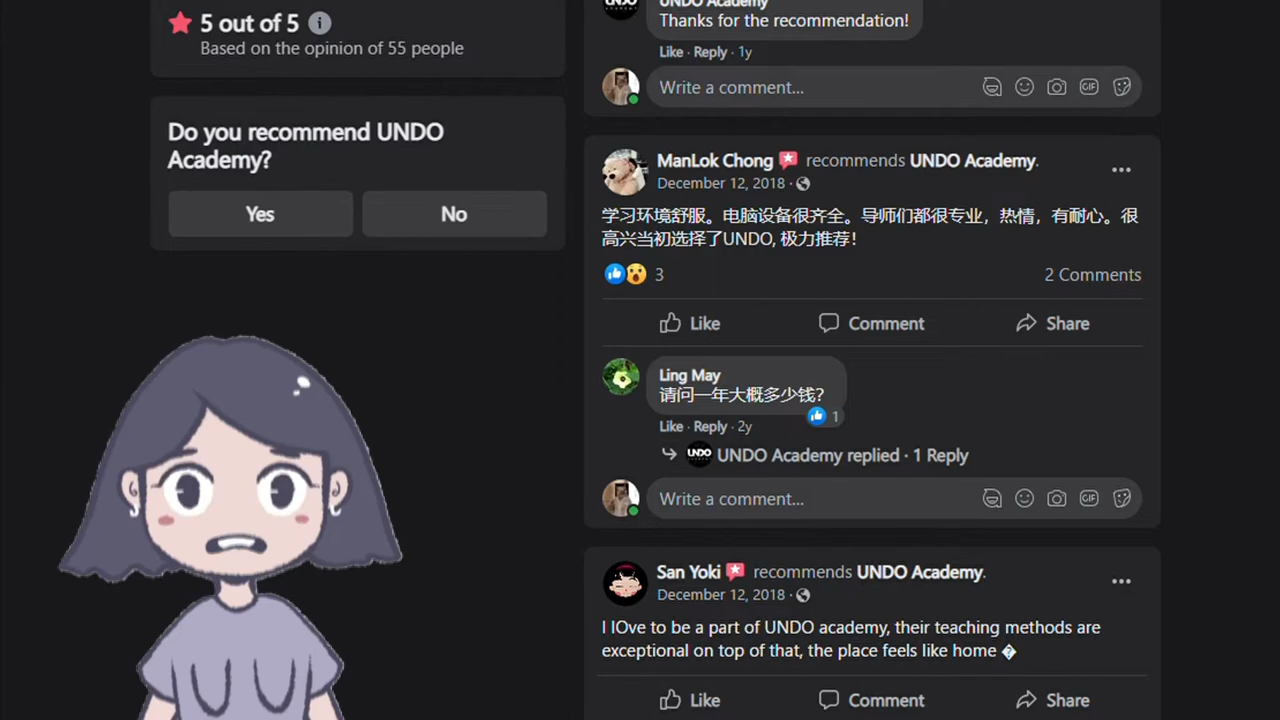 5 out of 5
Based on the opinion of 55 people
Do you recommend UNDO
Academy?
Yes
No
UNDO Academy
Thanks for the recommendation!
Like · Reply · 1y
Write a comment...
GIF
ManLok Chong recommends UNDO Academy.
December 12, 2018 ·
学习环境舒服。电脑设备很齐全。导师们都很专业，热情，有耐心。很
高兴当初选择了UNDO, 极力推荐！
3
2 Comments
Like
Comment
Share
Ling May
请问一年大概多少钱？
1
Like · Reply · 2y
UNDO Academy replied · 1 Reply
Write a comment...
GIF
San Yoki recommends UNDO Academy.
December 12, 2018 ·
I lOve to be a part of UNDO academy, their teaching methods are
exceptional on top of that, the place feels like home �
Like
Comment
Share